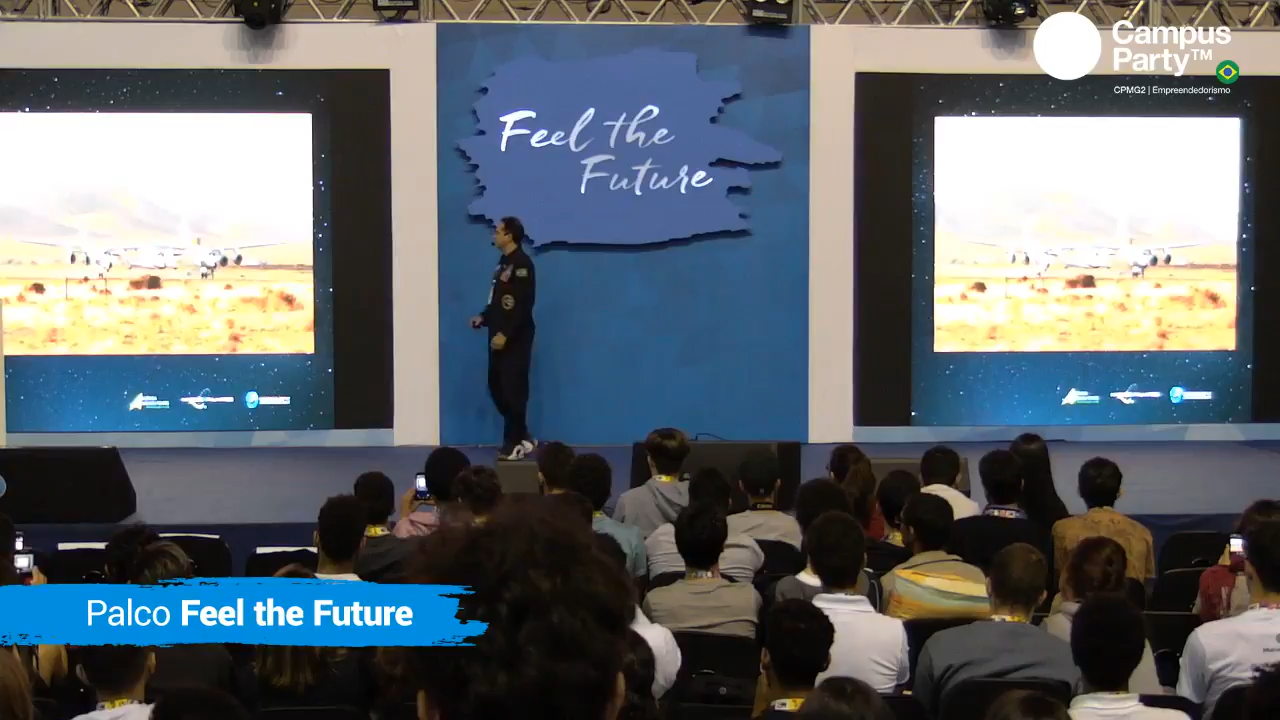 Campus
Party™
CPMG2 | Empreendedorismo
Feel the
Future
Palco Feel the Future